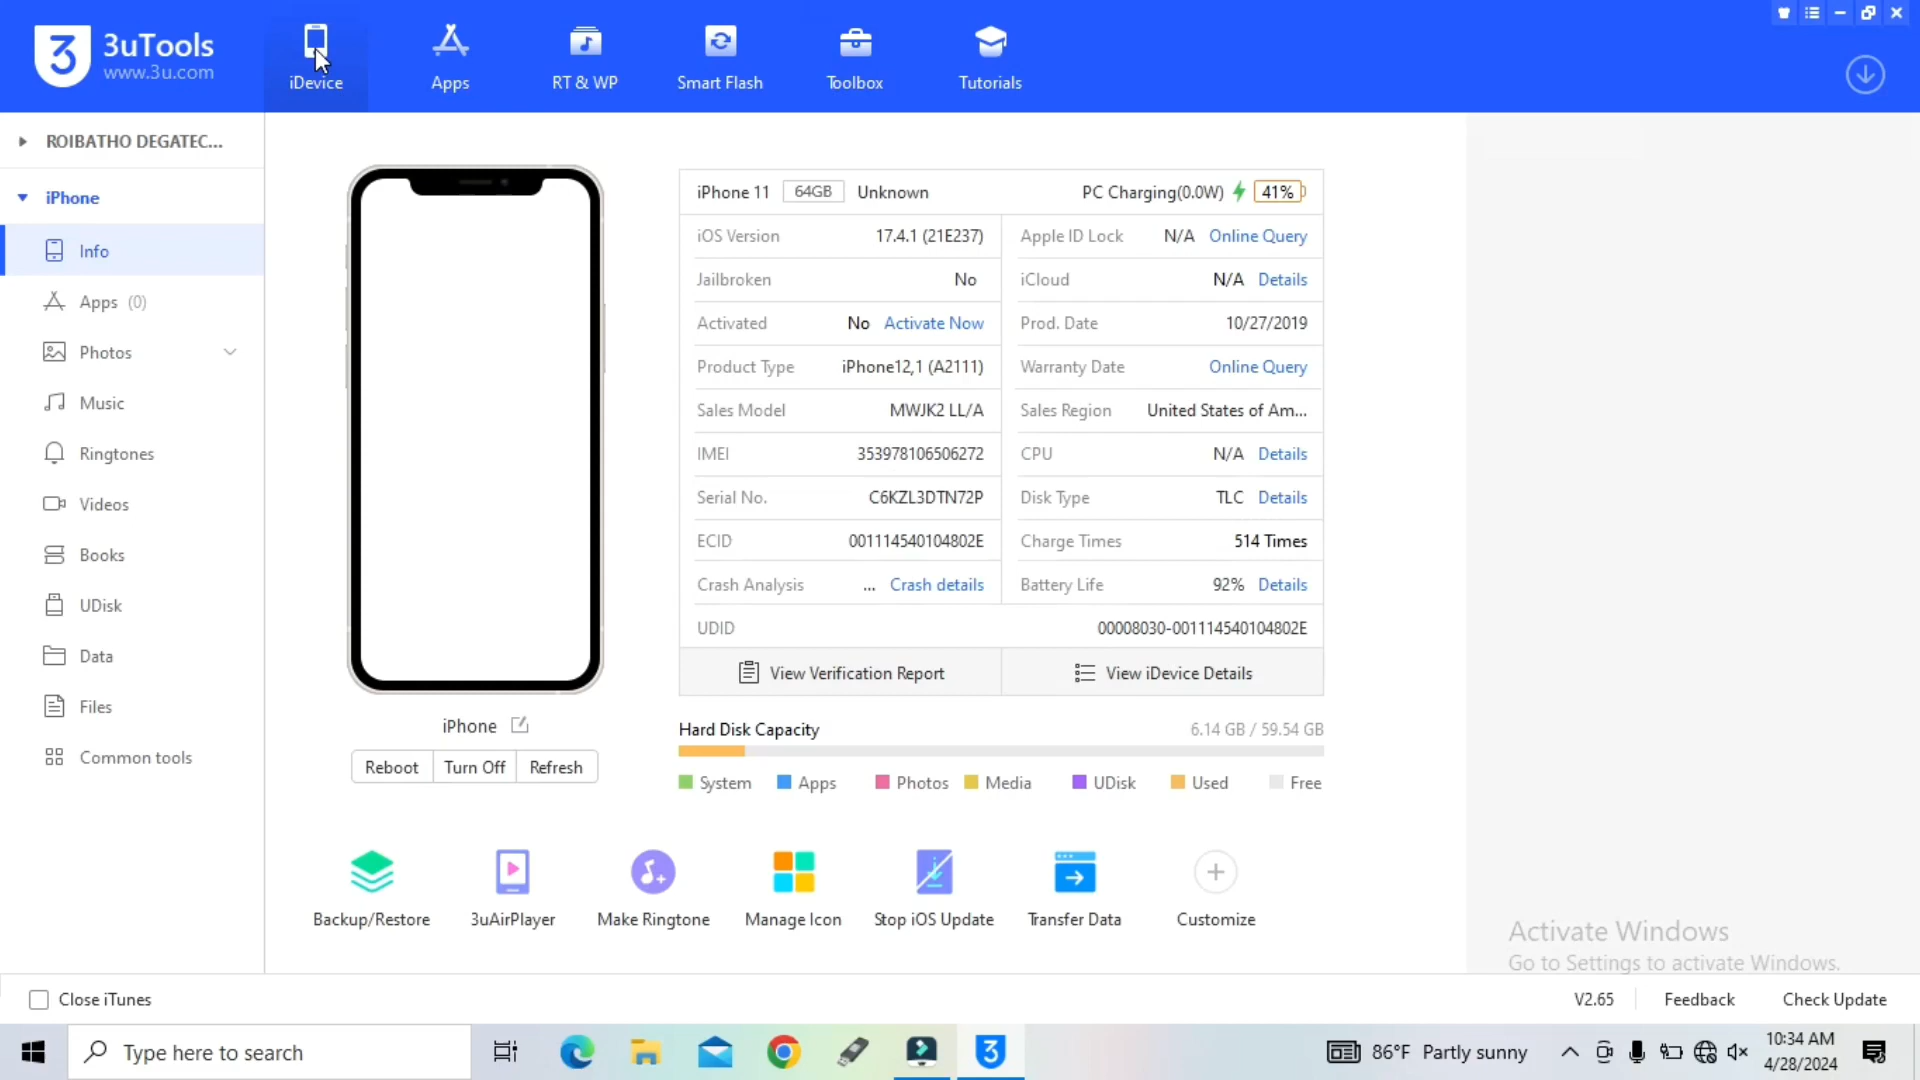 3 3uTools
www.3u.com
iDevice
Apps
RT & WP
Smart Flash
Toolbox
Tutorials
ROIBATHO DEGATEC...
iPhone
Info
Apps (0)
Photos
Music
Ringtones
Videos
Books
UDisk
Data
Files
Common tools
iPhone
Reboot Turn Off Refresh
iPhone 11 64GB Unknown PC Charging(0.0W) 41%
iOS Version 17.4.1 (21E237) Apple ID Lock N/A Online Query
Jailbroken No iCloud N/A Details
Activated No Activate Now Prod. Date 10/27/2019
Product Type iPhone12,1 (A2111) Warranty Date Online Query
Sales Model MWJK2 LL/A Sales Region United States of Am...
IMEI 353978106506272 CPU N/A Details
Serial No. C6KZL3DTN72P Disk Type TLC Details
ECID 001114540104802E Charge Times 514 Times
Crash Analysis ... Crash details Battery Life 92% Details
UDID 00008030-001114540104802E
View Verification Report View iDevice Details
Hard Disk Capacity 6.14 GB / 59.54 GB
System Apps Photos Media UDisk Used Free
Backup/Restore 3uAirPlayer Make Ringtone Manage Icon Stop iOS Update Transfer Data Customize
Activate Windows
Go to Settings to activate Windows.
Close iTunes V2.65 Feedback Check Update
Type here to search
3
86°F Partly sunny
10:34 AM
4/28/2024